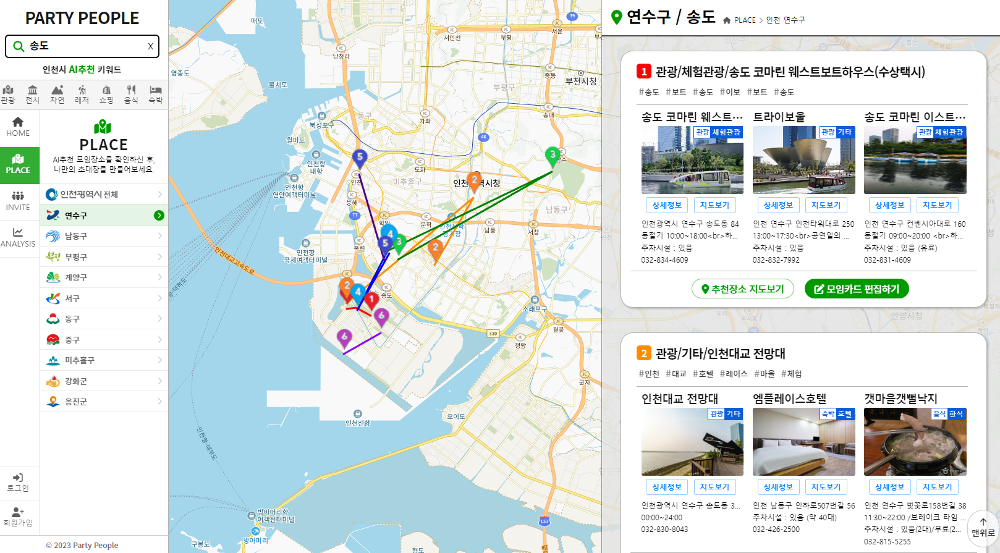 PARTY PEOPLE
송도
X
인천시 AI추천 키워드
관광
전시
자연
레저
쇼핑
음식
숙박
HOME
PLACE
INVITE
ANALYSIS
로그인
회원가입
PLACE
AI추천 모임장소를 확인하신 후,
나만의 초대장을 만들어보세요.
인천광역시 전체
연수구
남동구
부평구
계양구
서구
동구
중구
미추홀구
강화군
옹진군
© 2023 Party People
매도
영종도
물치도
남청라
서인천
부평
서운
39
중동
부천시청
부평구
송내
동구
가좌
북성포구
월미도
46
인천항
내항
도화
미추홀구
인천
인천항
연안여객터미널
능해
77
학익
문학
남동
남동구
서창
인천항
국제여객터미널
옥련
인천대교고속도로
송도
소래포구
월곶
330
정왕
군자
인천신항
오이도
인천항-대부도
방아머리항
여객선터미널
방아머리
구봉도
형도
153
5
3
2
4
5
3
2
2
4
1
6
6
연수구 / 송도
PLACE > 인천 연수구
1 관광/체험관광/송도 코마린 웨스트보트하우스(수상택시)
#송도 #보트 #송도 #이보 #보트 #송도
송도 코마린 웨스트…
관광 체험관광
상세정보 지도보기
인천광역시 연수구 송도동 84
동절기 10:00~18:00<br>하...
주차시설 : 있음
032-834-4609
트라이보울
관광 기타
상세정보 지도보기
인천 연수구 인천타워대로 250
13:00~17:30<br>공연일의 ...
주차시설 : 있음
032-832-7992
송도 코마린 이스트…
관광 체험관광
상세정보 지도보기
인천 연수구 컨벤시아대로 160
동절기 09:00~20:00 <br>하...
주차시설 : 있음 (유료)
032-831-4609
추천장소 지도보기
모임카드 편집하기
안양시청
2 관광/기타/인천대교 전망대
#인천 #대교 #호텔 #레이스 #마을 #체험
인천대교 전망대
관광 기타
상세정보 지도보기
인천광역시 연수구 송도동 3...
00:00~24:00
032-830-8043
엠플레이스호텔
숙박 호텔
상세정보 지도보기
인천 남동구 인하로507번길 56
주차시설 : 있음 (약 40대)
032-426-2500
갯마을갯뻘낙지
음식 한식
상세정보 지도보기
인천 연수구 벚꽃로158번길 38
11:30~22:00 /브레이크 타임 ...
주차시설 : 있음(2대)/무료(2...
032-815-5255
맨위로